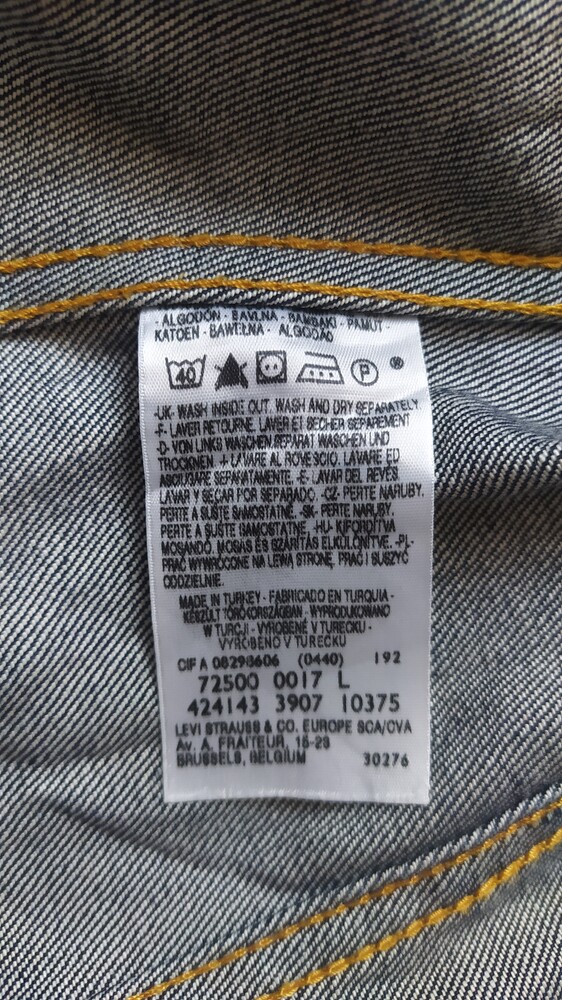 · ALGODÓN · BAVLNA · BAMBAKI · PAMUT ·
KATOEN · BAWEŁNA · ALGODÃO
40 P ®
-UK- WASH INSIDE OUT. WASH AND DRY SEPARATELY.
-F- LAVER RETOURNE. LAVER ET SECHER SEPAREMENT
-D- VON LINKS WASCHEN. SEPARAT WASCHEN UND
TROCKNEN. -I- LAVARE AL ROVESCIO. LAVARE ED
ASCIUGARE SEPARATAMENTE. -E- LAVAR DEL REVES.
LAVAR Y SECAR POR SEPARADO. -CZ- PERTE NARUBY.
PERTE A SUŠTE SAMOSTATNE. -SK- PERTE NARUBY.
PERTE A SUŠTE SAMOSTATNE. -HU- KIFORDÍTVA
MOSANDÓ. MOSÁS ÉS SZÁRÍTÁS ELKÜLÖNÍTVE. -PL-
PRAĆ WYWRÓCONE NA LEWĄ STRONĘ. PRAĆ I SUSZYĆ
ODDZIELNIE.
MADE IN TURKEY - FABRICADO EN TURQUIA -
KÉSZÜLT TÖRÖKORSZÁGBAN - WYPRODUKOWANO
W TURCJI - VYROBENÉ V TURECKU -
VYROBENO V TURECKU
CIF A 08298606 (0440) 192
72500 0017 L
424143 3907 10375
LEVI STRAUSS & CO. EUROPE SCA/CVA
Av. A. FRAITEUR, 15-23
BRUSSELS, BELGIUM 30276